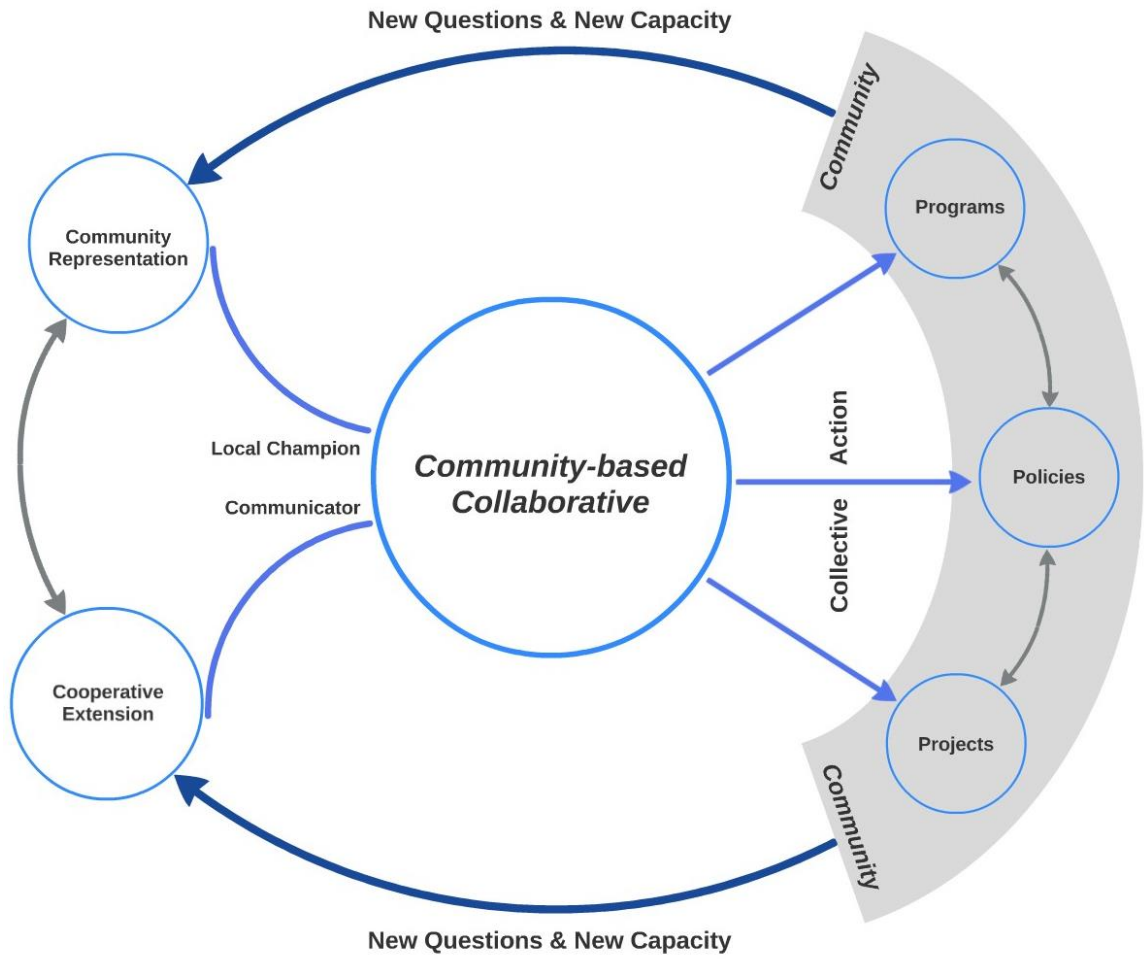 New Questions & New Capacity
Community
Programs
Community
Representation
Local Champion
Communicator
Community-based
Collaborative
Collective Action
Policies
Cooperative
Extension
Projects
Community
New Questions & New Capacity